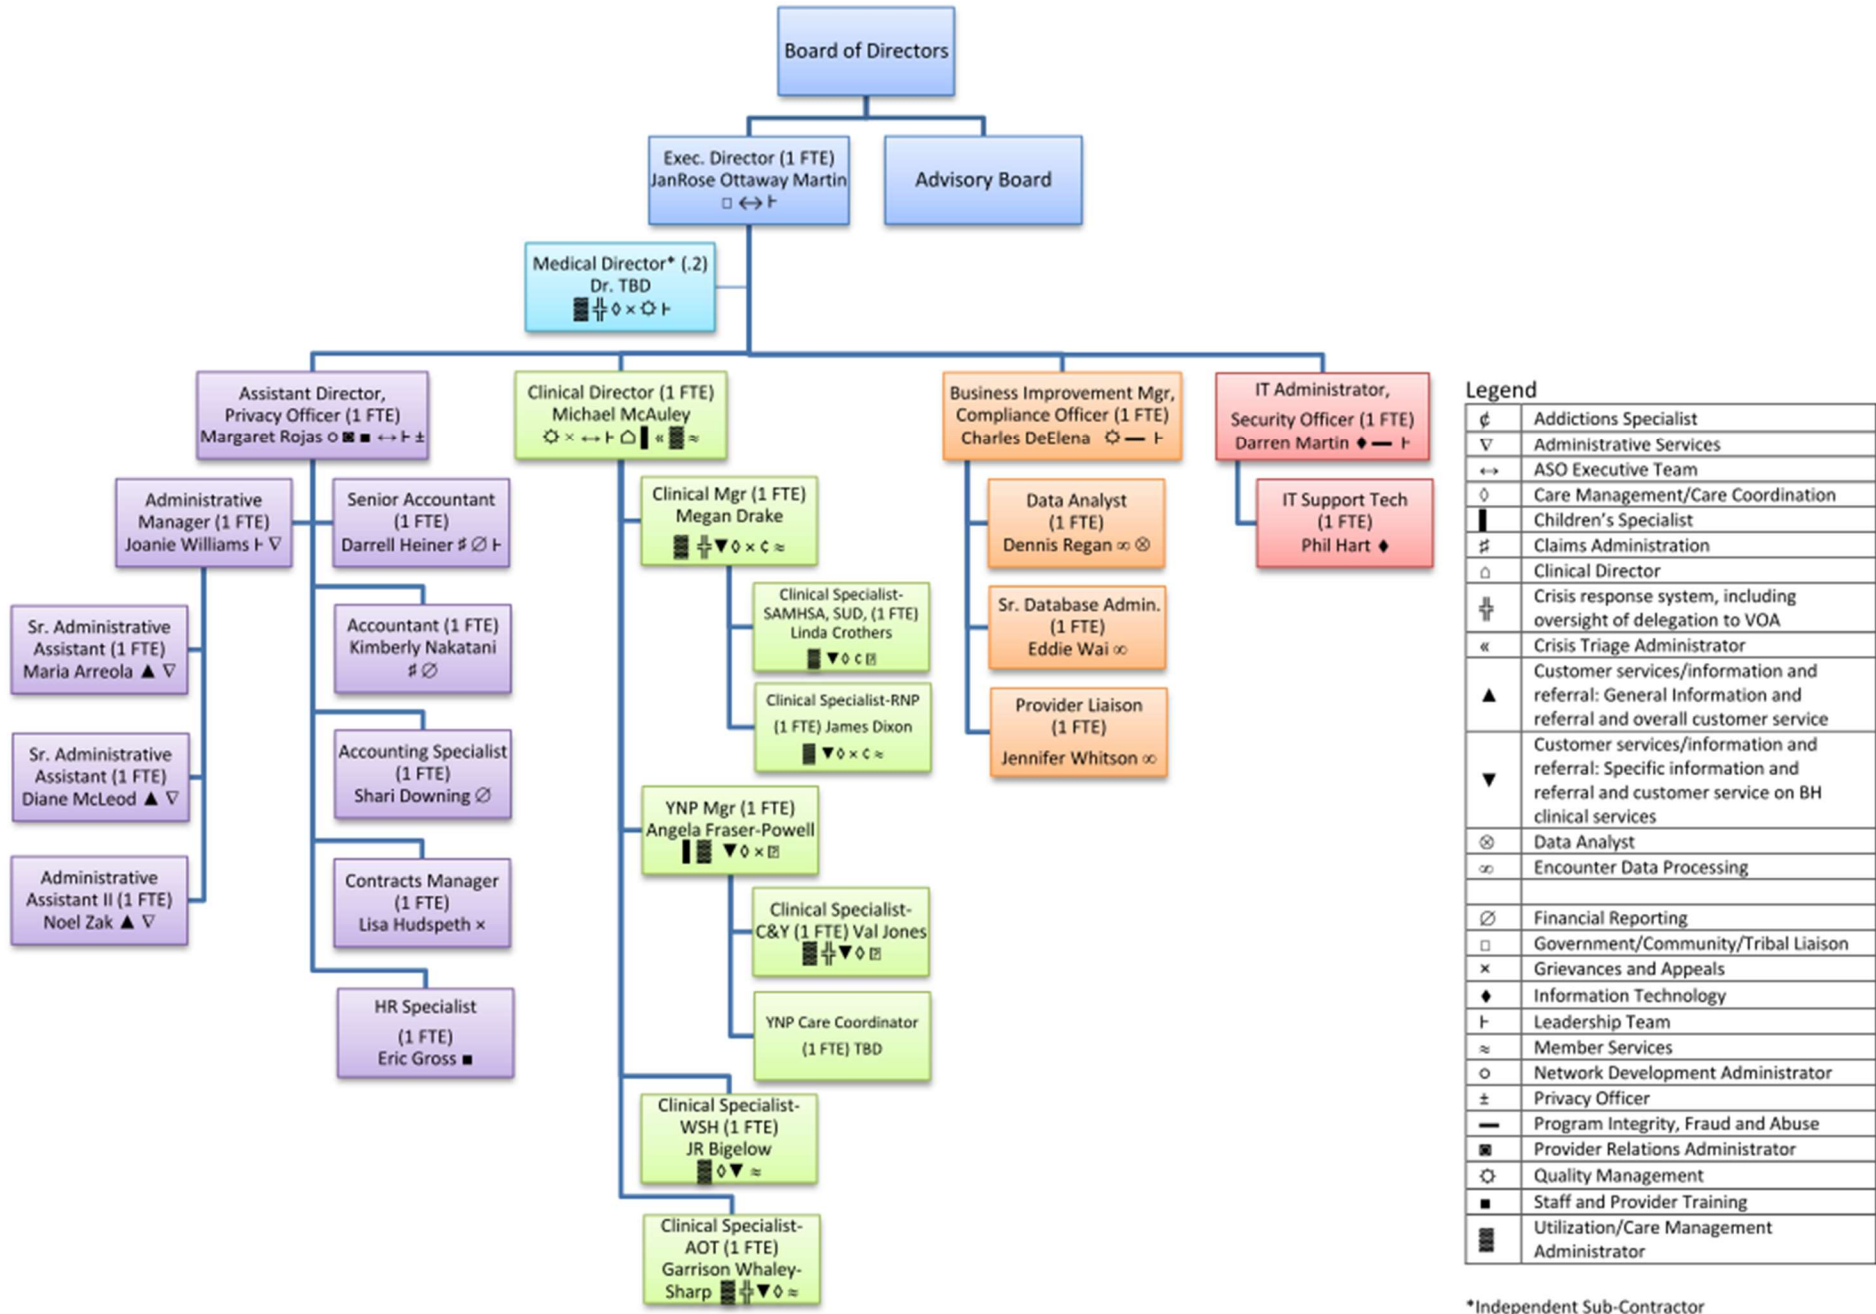 Board of Directors
Exec. Director (1 FTE)
JanRose Ottaway Martin
□ ↔ ⊦
Advisory Board
Medical Director* (.2)
Dr. TBD
▓ ╬ ◊ × ☼ ⊦
Assistant Director,
Privacy Officer (1 FTE)
Margaret Rojas ○ ◙ ■ ↔ ⊦ ±
Administrative
Manager (1 FTE)
Joanie Williams ⊦ ∇
Sr. Administrative
Assistant (1 FTE)
Maria Arreola ▲ ∇
Sr. Administrative
Assistant (1 FTE)
Diane McLeod ▲ ∇
Administrative
Assistant II (1 FTE)
Noel Zak ▲ ∇
Senior Accountant
(1 FTE)
Darrell Heiner ♯ ∅ ⊦
Accountant (1 FTE)
Kimberly Nakatani
♯ ∅
Accounting Specialist
(1 FTE)
Shari Downing ∅
Contracts Manager
(1 FTE)
Lisa Hudspeth ×
HR Specialist
(1 FTE)
Eric Gross ■
Clinical Director (1 FTE)
Michael McAuley
☼ × ↔ ⊦ ⌂ ▌ « ▓ ≈
Clinical Mgr (1 FTE)
Megan Drake
▓ ╬ ▼ ◊ × ¢ ≈
Clinical Specialist-
SAMHSA, SUD, (1 FTE)
Linda Crothers
▓ ▼ ◊ ¢ ⍰
Clinical Specialist-RNP
(1 FTE) James Dixon
▓ ▼ ◊ × ¢ ≈
YNP Mgr (1 FTE)
Angela Fraser-Powell
▌ ▓ ▼ ◊ × ⍰
Clinical Specialist-
C&Y (1 FTE) Val Jones
▓ ╬ ▼ ◊ ⍰
YNP Care Coordinator
(1 FTE) TBD
Clinical Specialist-
WSH (1 FTE)
JR Bigelow
▓ ◊ ▼ ≈
Clinical Specialist-
AOT (1 FTE)
Garrison Whaley-
Sharp ▓ ╬ ▼ ◊ ≈
Business Improvement Mgr,
Compliance Officer (1 FTE)
Charles DeElena ☼ — ⊦
Data Analyst
(1 FTE)
Dennis Regan ∞ ⊗
Sr. Database Admin.
(1 FTE)
Eddie Wai ∞
Provider Liaison
(1 FTE)
Jennifer Whitson ∞
IT Administrator,
Security Officer (1 FTE)
Darren Martin ♦ — ⊦
IT Support Tech
(1 FTE)
Phil Hart ♦
Legend
¢ Addictions Specialist
∇ Administrative Services
↔ ASO Executive Team
◊ Care Management/Care Coordination
▌ Children's Specialist
♯ Claims Administration
⌂ Clinical Director
╬ Crisis response system, including
oversight of delegation to VOA
« Crisis Triage Administrator
Customer services/information and
▲ referral: General Information and
referral and overall customer service
Customer services/information and
referral: Specific information and
▼ referral and customer service on BH
clinical services
⊗ Data Analyst
∞ Encounter Data Processing
∅ Financial Reporting
□ Government/Community/Tribal Liaison
× Grievances and Appeals
♦ Information Technology
⊦ Leadership Team
≈ Member Services
○ Network Development Administrator
± Privacy Officer
— Program Integrity, Fraud and Abuse
◙ Provider Relations Administrator
☼ Quality Management
■ Staff and Provider Training
▓ Utilization/Care Management
Administrator
*Independent Sub-Contractor